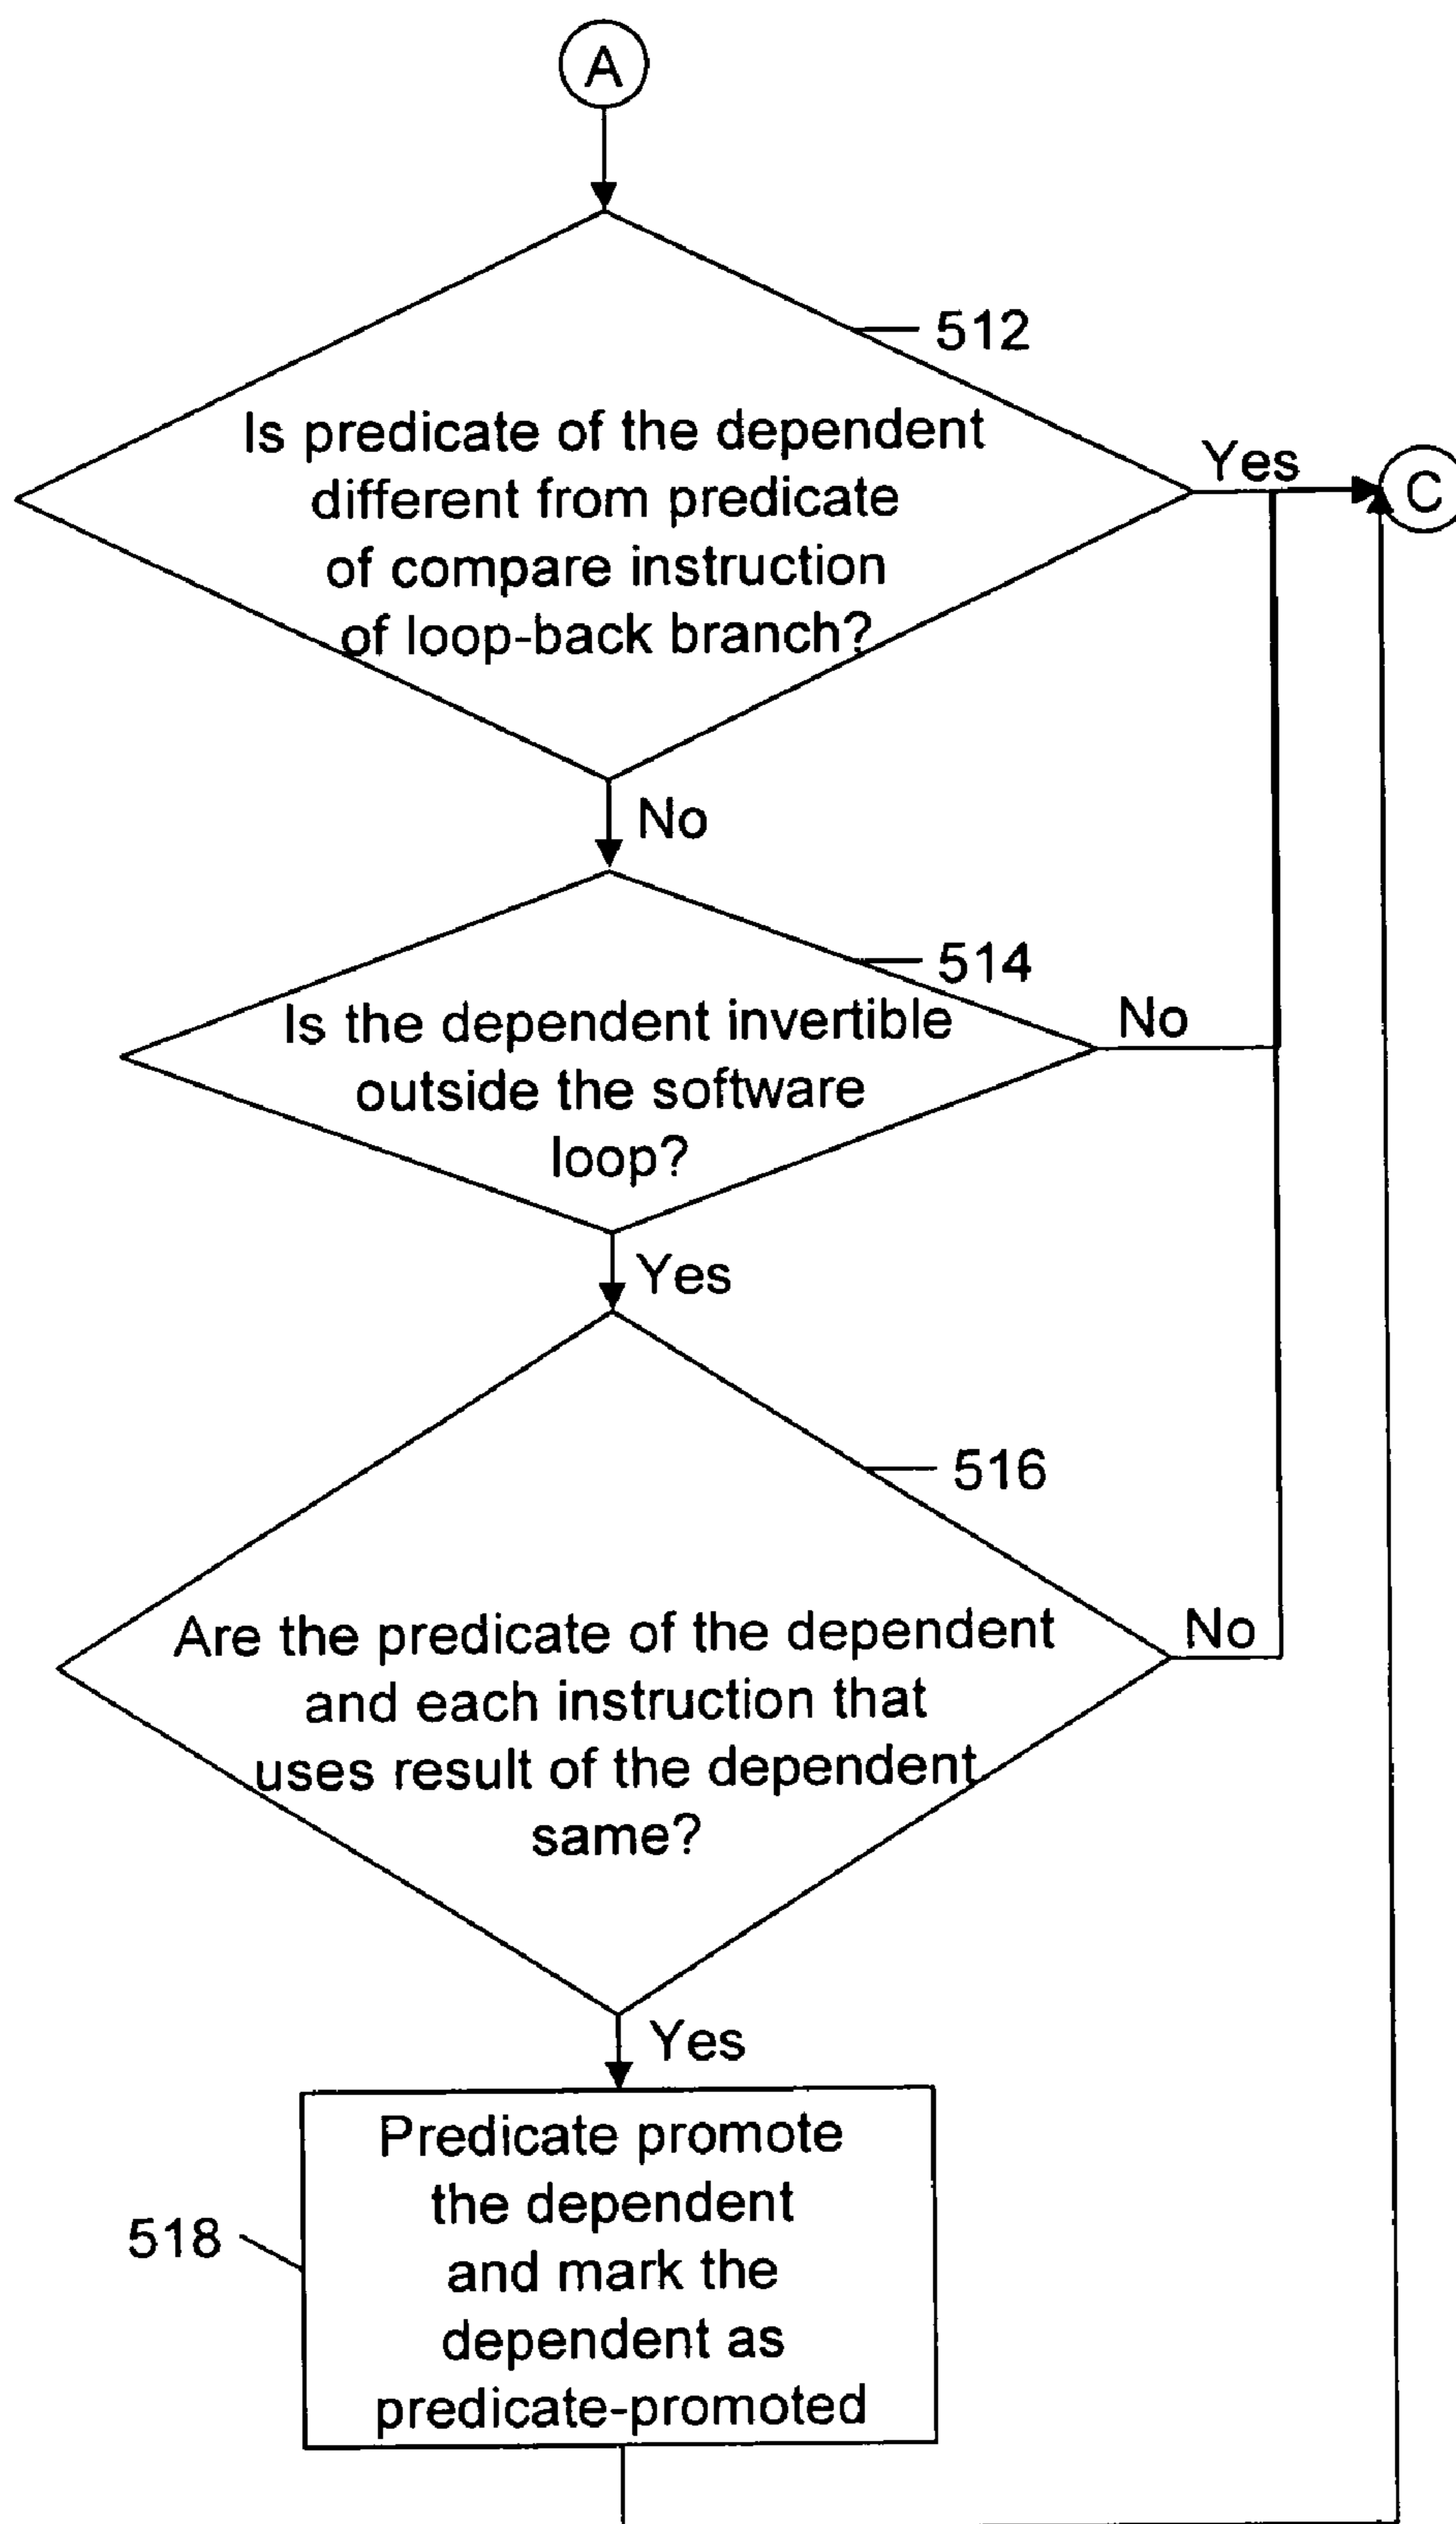 A
512
Is predicate of the dependent
different from predicate
of compare instruction
of loop-back branch?
Yes
C
No
514
Is the dependent invertible
outside the software
loop?
No
Yes
516
Are the predicate of the dependent
and each instruction that
uses result of the dependent
same?
No
Yes
Predicate promote
the dependent
and mark the
dependent as
predicate-promoted
518